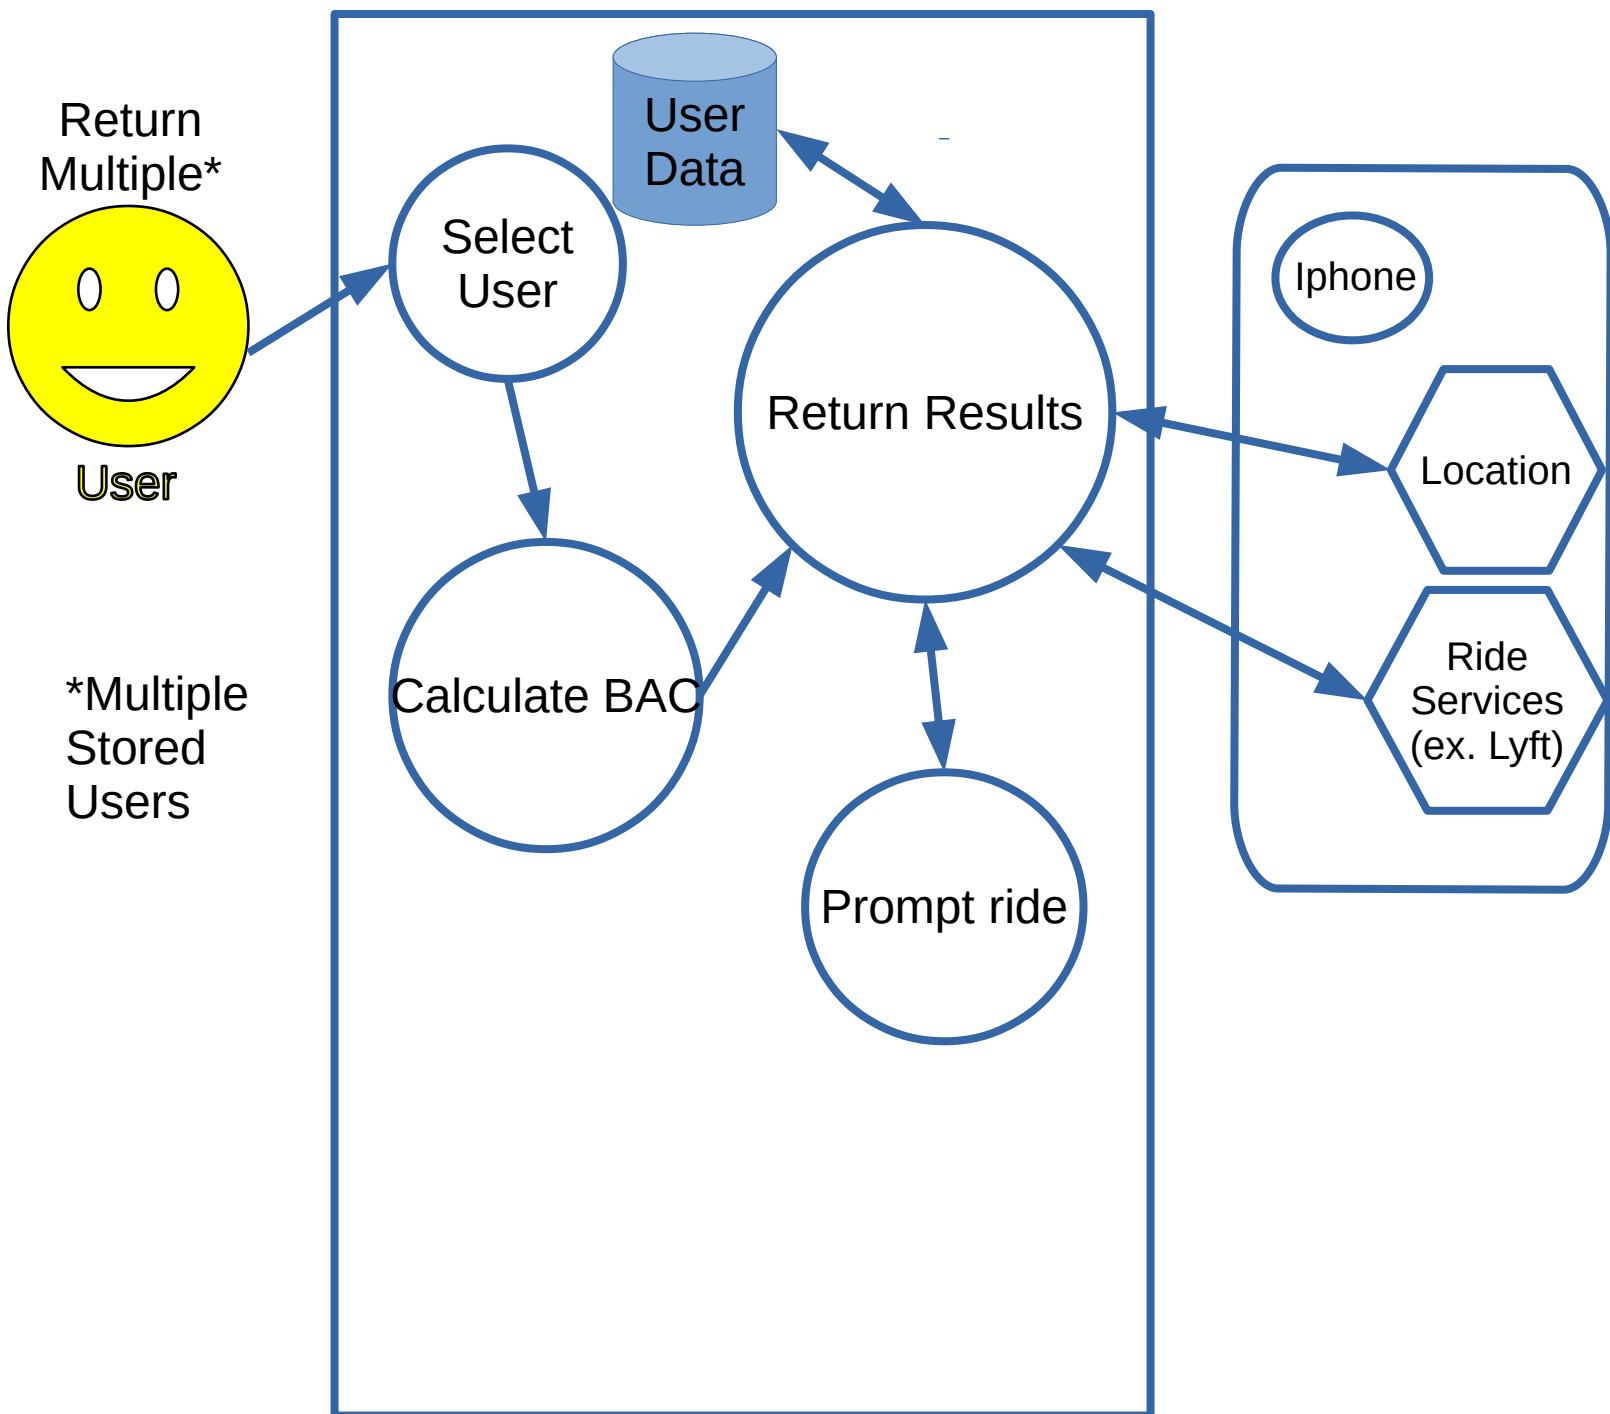 Return
Multiple*
User
*Multiple
Stored
Users
User
Data
Select
User
Return Results
Calculate BAC
Prompt ride
Iphone
Location
Ride
Services
(ex. Lyft)